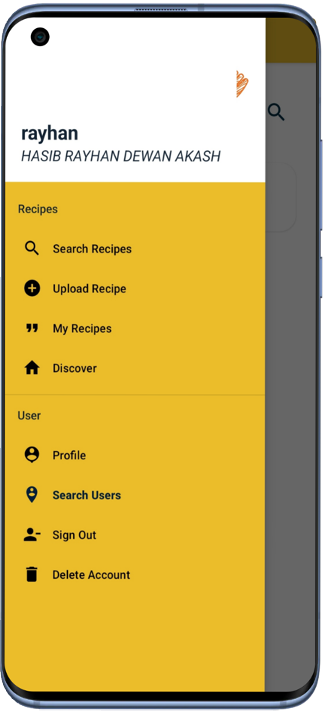 rayhan
HASIB RAYHAN DEWAN AKASH
Recipes
Search Recipes
Upload Recipe
My Recipes
Discover
User
Profile
Search Users
Sign Out
Delete Account